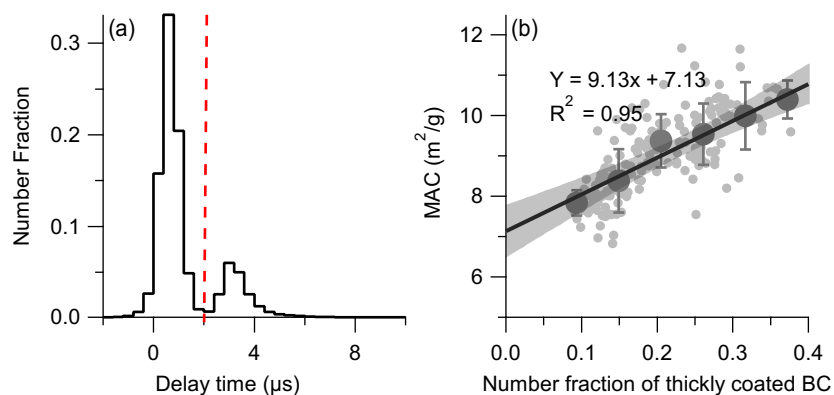 (a)
0.3
0.2
0.1
0.0
Number Fraction
0 4 8
Delay time (µs)
(b)
12
10
8
6
MAC (m²/g)
Y = 9.13x + 7.13
R² = 0.95
0.0 0.1 0.2 0.3 0.4
Number fraction of thickly coated BC